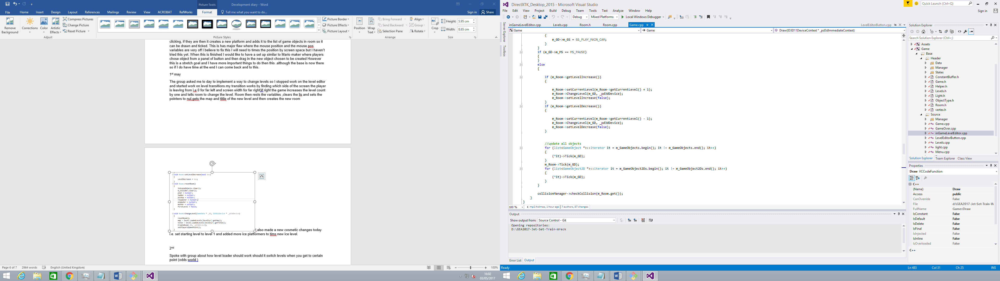 Picture Tools
Development diary - Word
File Home Insert Design Layout References Mailings Review View ACROBAT RefWorks Format Tell me what you want to do... Sign in Share
Remove Background
Corrections
Color
Artistic Effects
Compress Pictures
Change Picture
Reset Picture
Adjust
Picture Styles
Picture Border
Picture Effects
Picture Layout
Position
Wrap Text
Bring Forward
Send Backward
Selection Pane
Align
Group
Rotate
Arrange
Crop
Height: 5.95 cm
Width: 8.65 cm
Size
clicking, if they are then it creates a new platform and adds it to the list of game objects in room so it
can be drawn and ticked. This is has major flaw where the mouse position and the mouse pos
variables are very off I believe to fix this I will need to times the position by screen space but I haven't
tried this yet. When this is finished I would like to have a set up similar to Mario maker where players
chose object from a panel of button and then drag in the new object chosen to be created However
this is a stretch goal and I have more important things to do then this .although the base is now there
so if I do have time at the end I can come back and to this.
1st may
The group asked me to day to implement a way to change levels so I stopped work on the level editor
and started work on level transitions.my transition works by finding which side of the screen the player
is leaving from i.e 0 for far left and screen width for far right)if right the game increases the level count
by one and tells room to change the level. Room then rests the variables ,clears the lis and sets the
pointers to nul,gets the map and titile of the new level and then creates the new room
void Room::setLevelDecrease(bool boo)
{
LevelDecrease = boo;
}
void Room::resetRoom()
{
InSceneObjects.clear();
m_collider.clear();
plat = nullptr;
ladder = nullptr;
pickUp = nullptr;
respawner = nullptr;
enemyHor = nullptr;
mother = nullptr;
firstLevel = false;
}
void Room::ChangeLevel(GameData * _GD, ID3D11Device * _pd3dDevice)
{
resetRoom();
map = level.LoadedLevels[levelCur].getMap();
title = level.LoadedLevels[levelCur].getTitle();
CreateRoom(_GD, _pd3dDevice);
setPlayersSpawnPoint();
}
I also made a new cosmetic changes today
i.e. set starting level to level 1 and added more ice platformers to tims new ice level.
2nd
Spoke with group about how level loader should work should it switch levels when you get to certain
point (odds world,)
Page 6 of 7 2964 words English (United Kingdom) 100%
16:02
03/05/2017
DirectXTK_Desktop_2015 - Microsoft Visual Studio
Quick Launch (Ctrl+Q)
File Edit View Project Build Debug Team Tools Test Analyze Window Help
Sign in
Debug Mixed Platforms Local Windows Debugger
Server Explorer
Toolbox
inGameLevelEditor.cpp Levels.cpp Room.h Room.cpp Game.cpp LevelEditorButton.cpp
Game Game Draw(ID3D11DeviceContext * _pd3dImmediateContext)
{
m_GD->m_GS = GS_PLAY_MAIN_CAM;
}
}
if (m_GD->m_MS == MS_PAUSE)
{
}
else
{
if (m_Room->getLevelIncrease())
{
m_Room->setCurrentLevel(m_Room->getCurrentLevel() + 1);
m_Room->ChangeLevel(m_GD, _pd3dDevice);
m_Room->setLevelIncrease(false);
}
if (m_Room->getLevelDecrease())
{
m_Room->setCurrentLevel(m_Room->getCurrentLevel() - 1);
m_Room->ChangeLevel(m_GD, _pd3dDevice);
m_Room->setLevelDecrease(false);
}
//update all objects
for (list<GameObject *>::iterator it = m_GameObjects.begin(); it != m_GameObjects.end(); it++)
{
(*it)->Tick(m_GD);
}
m_Room->Tick(m_GD);
for (list<GameObject2D *>::iterator it = m_GameObject2Ds.begin(); it != m_GameObject2Ds.end(); it++)
{
(*it)->Tick(m_GD);
}
}
collisionManager->checkCollision(m_Room.get());
}
}
100 % mp2-holmes, 1 hour ago | 7 authors, 87 changes
Output
Show output from: Source Control - Git
Opening repositories:
D:\GEA2017-Jet-Set-Train-Wreck
Error List Output
Solution Explorer
Search Solution Explorer (Ctrl+;)
Assets
Game
Base
Header
Data
Manager
States
ConstantBuffer.h
Game.h
Helper.h
Levels.h
Light.h
ObjectType.h
Room.h
vertex.h
Source
Manager
Game.cpp
GameOver.cpp
inGameLevelEditor.cpp
LevelEditorButton.cpp
Levels.cpp
light.cpp
Menu.cpp
Solution Explorer Team Explorer Class View
Properties
Draw VCCodeFunction
C++
(Name) Draw
Access public
CanOverride False
File d:\GEA2017-Jet-Set-Train-W
FullName Game::Draw
IsConstant False
IsDefault False
IsDelete False
IsFinal False
IsInjected False
IsInline False
IsOverloaded False
C++
Ready Ln 483 Col 31 Ch 25 INS